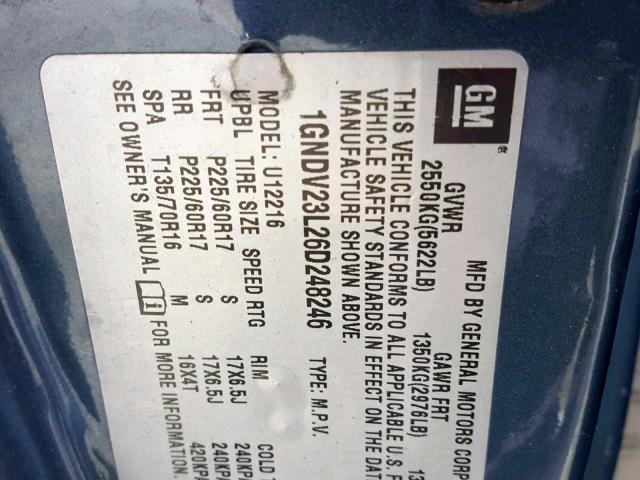 GM
MFD BY GENERAL MOTORS CORP
GVWR GAWR FRT
2550KG(5622LB) 1350KG(2976LB)
THIS VEHICLE CONFORMS TO ALL APPLICABLE U.S. F
VEHICLE SAFETY STANDARDS IN EFFECT ON THE DAT
MANUFACTURE SHOWN ABOVE.
1GNDV23L26D248246 TYPE: M.P.V.
MODEL: U12216
UPBL TIRE SIZE SPEED RTG RIM COLD T
FRT P225/60R17 S 17X6.5J 240KPA
RR P225/60R17 S 17X6.5J 240KPA
SPA T135/70R16 M 16X4T 420KPA
SEE OWNER'S MANUAL FOR MORE INFORMATION.